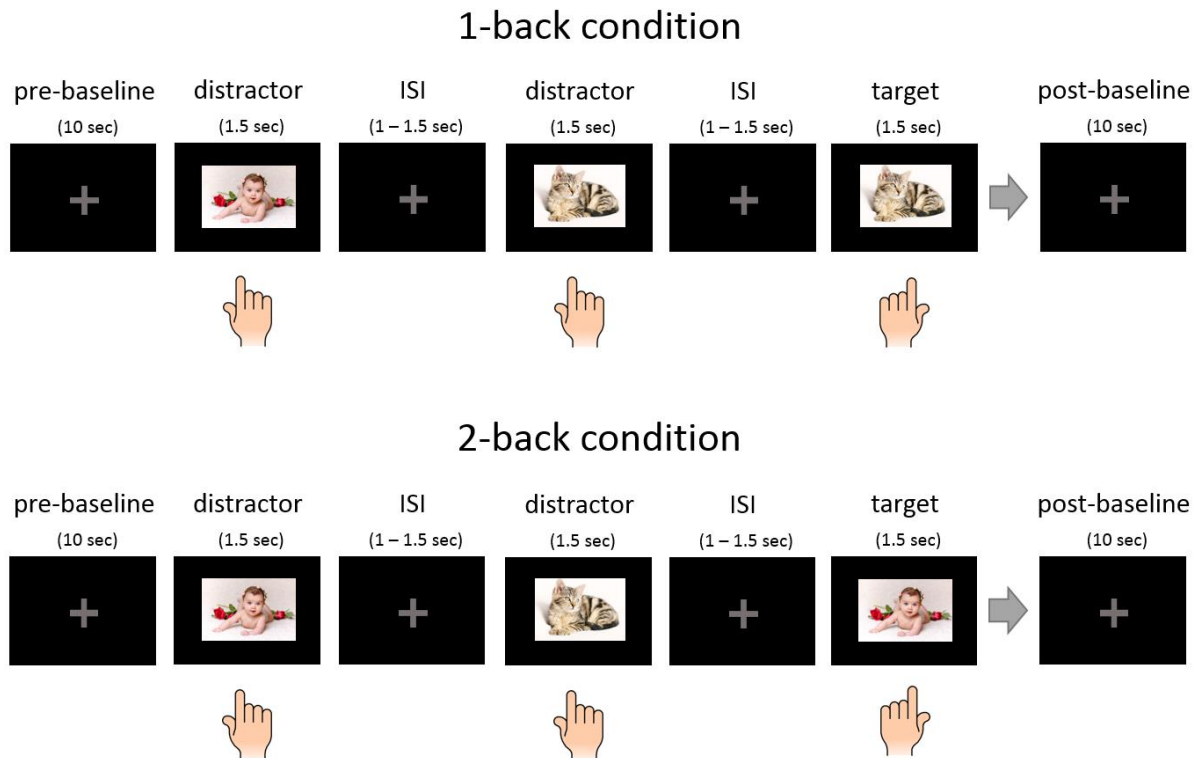 1-back condition
pre-baseline distractor ISI distractor ISI target post-baseline
(10 sec) (1.5 sec) (1 – 1.5 sec) (1.5 sec) (1 – 1.5 sec) (1.5 sec) (10 sec)
2-back condition
pre-baseline distractor ISI distractor ISI target post-baseline
(10 sec) (1.5 sec) (1 – 1.5 sec) (1.5 sec) (1 – 1.5 sec) (1.5 sec) (10 sec)